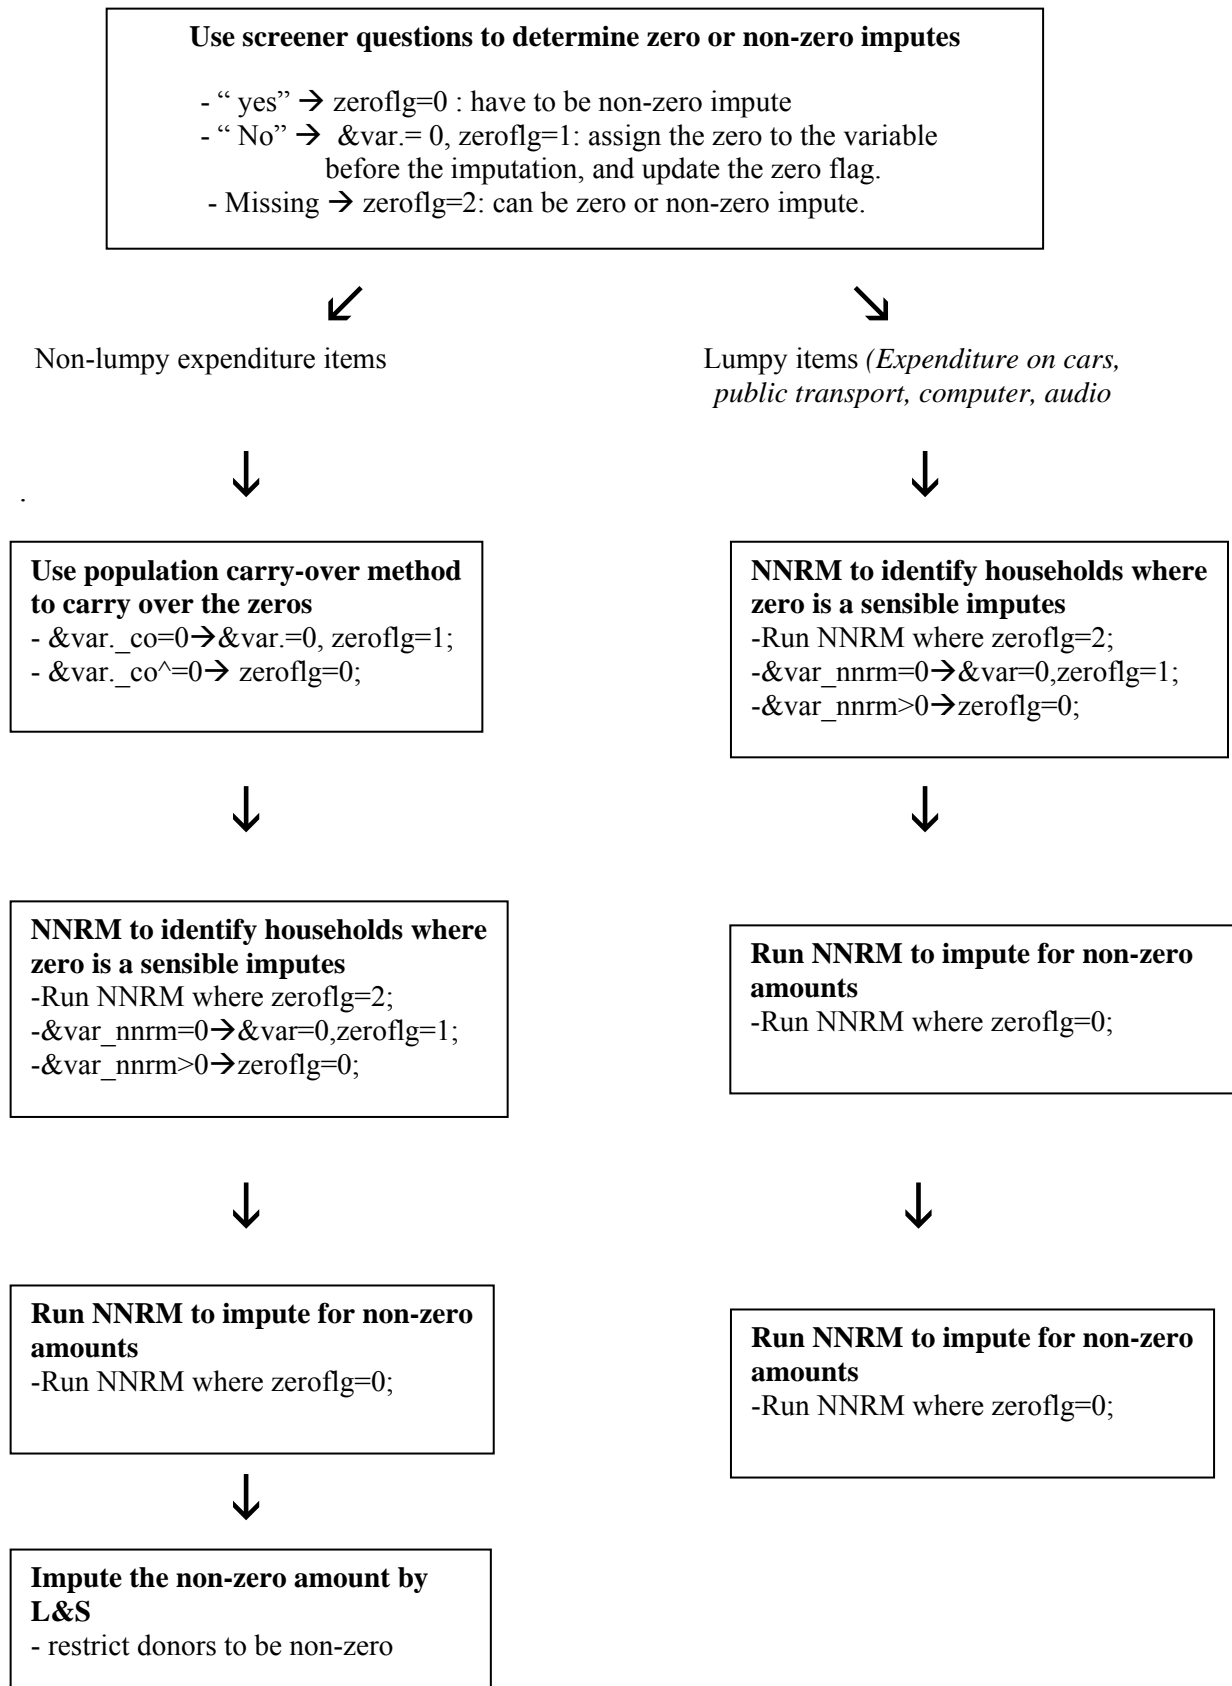 Use screener questions to determine zero or non-zero imputes
- “ yes” → zeroflg=0 : have to be non-zero impute
- “ No” → &var.= 0, zeroflg=1: assign the zero to the variable
before the imputation, and update the zero flag.
- Missing → zeroflg=2: can be zero or non-zero impute.
Non-lumpy expenditure items
Lumpy items (Expenditure on cars,
public transport, computer, audio
.
Use population carry-over method
to carry over the zeros
- &var._co=0→&var.=0, zeroflg=1;
- &var._co^=0→ zeroflg=0;
NNRM to identify households where
zero is a sensible imputes
-Run NNRM where zeroflg=2;
-&var_nnrm=0→&var=0,zeroflg=1;
-&var_nnrm>0→zeroflg=0;
NNRM to identify households where
zero is a sensible imputes
-Run NNRM where zeroflg=2;
-&var_nnrm=0→&var=0,zeroflg=1;
-&var_nnrm>0→zeroflg=0;
Run NNRM to impute for non-zero
amounts
-Run NNRM where zeroflg=0;
Run NNRM to impute for non-zero
amounts
-Run NNRM where zeroflg=0;
Run NNRM to impute for non-zero
amounts
-Run NNRM where zeroflg=0;
Impute the non-zero amount by
L&S
- restrict donors to be non-zero